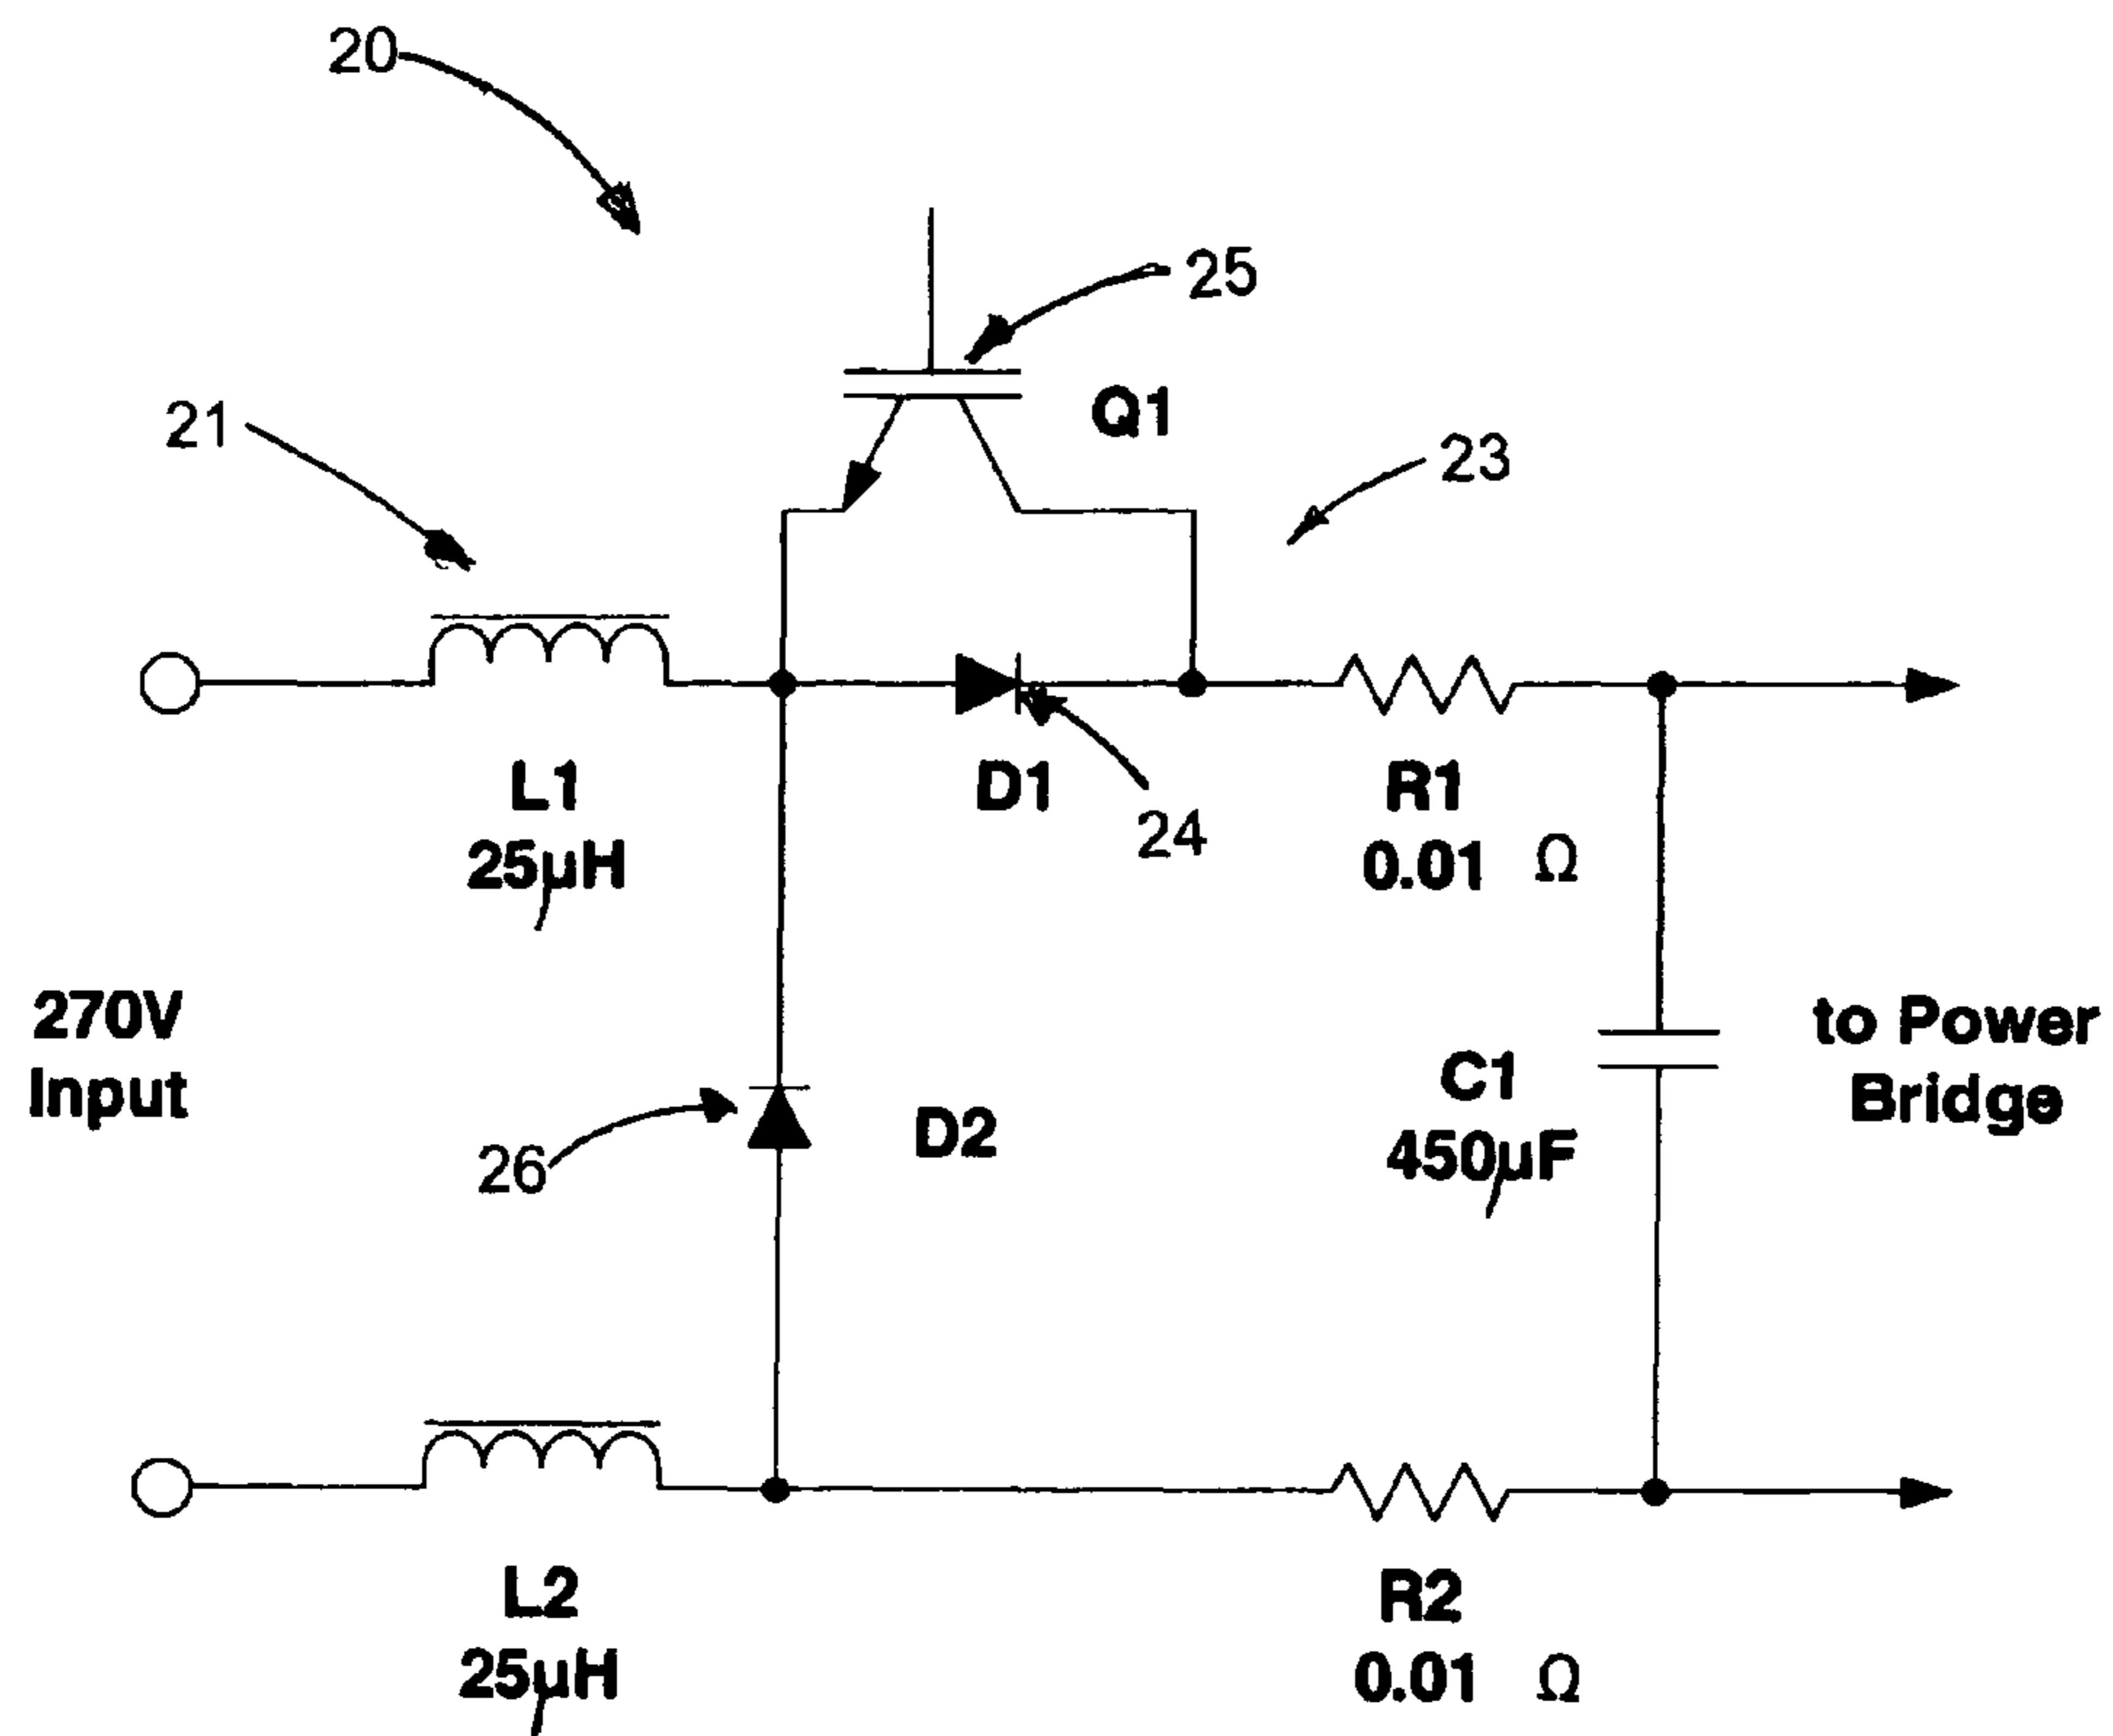 20
25
Q1
21
23
L1
25µH
D1
24
R1
0.01 Ω
270V
Input
26
D2
C1
450µF
to Power
Bridge
L2
25µH
R2
0.01 Ω